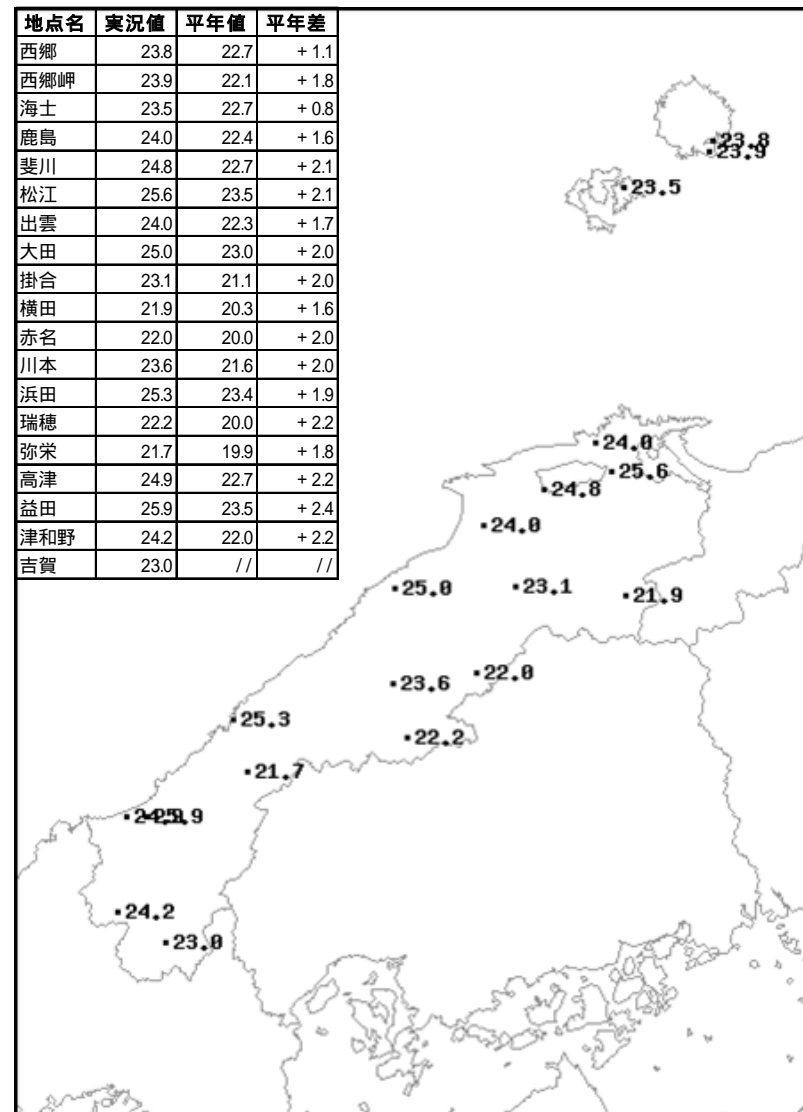 地点名 実況値 平年値 平年差
西郷 23.8 22.7 + 1.1
西郷岬 23.9 22.1 + 1.8
海士 23.5 22.7 + 0.8
鹿島 24.0 22.4 + 1.6
斐川 24.8 22.7 + 2.1
松江 25.6 23.5 + 2.1
出雲 24.0 22.3 + 1.7
大田 25.0 23.0 + 2.0
掛合 23.1 21.1 + 2.0
横田 21.9 20.3 + 1.6
赤名 22.0 20.0 + 2.0
川本 23.6 21.6 + 2.0
浜田 25.3 23.4 + 1.9
瑞穂 22.2 20.0 + 2.2
弥栄 21.7 19.9 + 1.8
高津 24.9 22.7 + 2.2
益田 25.9 23.5 + 2.4
津和野 24.2 22.0 + 2.2
吉賀 23.0 // //
23.8
23.9
23.5
24.0
25.6
24.8
24.0
25.0
23.1
21.9
22.0
23.6
25.3
22.2
21.7
24.9
25.9
24.2
23.0